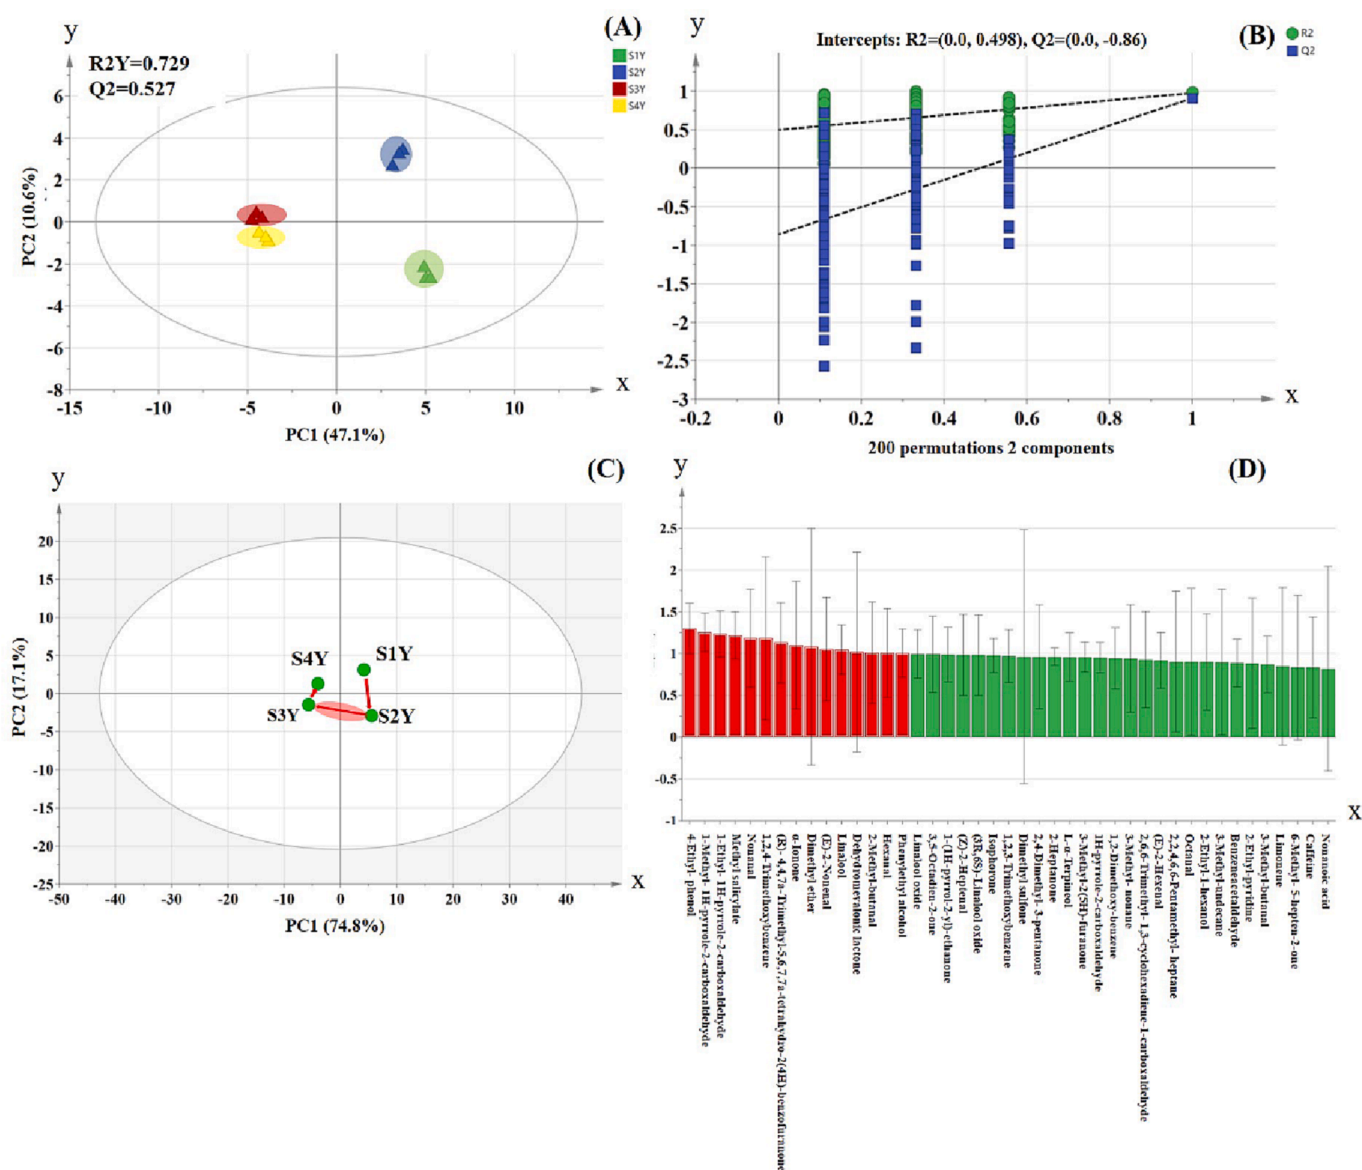 y
(A)
R2Y=0.729
Q2=0.527
S1Y
S2Y
S3Y
S4Y
6
4
2
0
-2
-4
-6
-8
-15
-10
-5
0
5
10
x
PC2 (10.6%)
PC1 (47.1%)
y
(B)
Intercepts: R2=(0.0, 0.498), Q2=(0.0, -0.86)
R2
Q2
1
0.5
0
-0.5
-1
-1.5
-2
-2.5
-3
-0.2
0
0.2
0.4
0.6
0.8
1
x
200 permutations 2 components
y
(C)
20
15
10
5
0
-5
-10
-15
-20
-25
S4Y
S1Y
S3Y
S2Y
-50
-40
-30
-20
-10
0
10
20
30
40
x
PC2 (17.1%)
PC1 (74.8%)
y
(D)
2.5
2
1.5
1
0.5
0
-0.5
-1
x
4-Ethyl- phenol
1-Methyl- 1H-pyrrole-2-carboxaldehyde
1-Ethyl- 1H-pyrrole-2-carboxaldehyde
Methyl salicylate
Nonanal
1,2,4-Trimethoxybenzene
(R)- 4,4,7a-Trimethyl-5,6,7,7a-tetrahydro-2(4H)-benzofuranone
α-Ionone
Dimethyl ether
(E)-2-Nonenal
Linalool
Dehydromevalonic lactone
2-Methyl-butanal
Hexanal
Phenylethyl alcohol
Linalool oxide
3,5-Octadien-2-one
1-(1H-pyrrol-2-yl)-ethanone
(Z)-2-Heptenal
(3R,6S)-Linalool oxide
Isophorone
1,2,3-Trimethoxybenzene
Dimethyl sulfone
2,4-Dimethyl- 3-pentanone
2-Heptanone
L-α-Terpineol
3-Methyl-2(5H)-furanone
1H-pyrrole-2-carboxaldehyde
1,2-Dimethoxy-benzene
3-Methyl- nonane
2,6,6-Trimethyl- 1,3-cyclohexadiene-1-carboxaldehyde
(E)-2-Hexenal
2,2,4,6,6-Pentamethyl- heptane
Octanal
2-Ethyl-1-hexanol
3-Methyl-undecane
Benzeneacetaldehyde
2-Ethyl-pyridine
3-Methyl-butanal
Limonene
6-Methyl- 5-hepten-2-one
Caffeine
Nonanoic acid